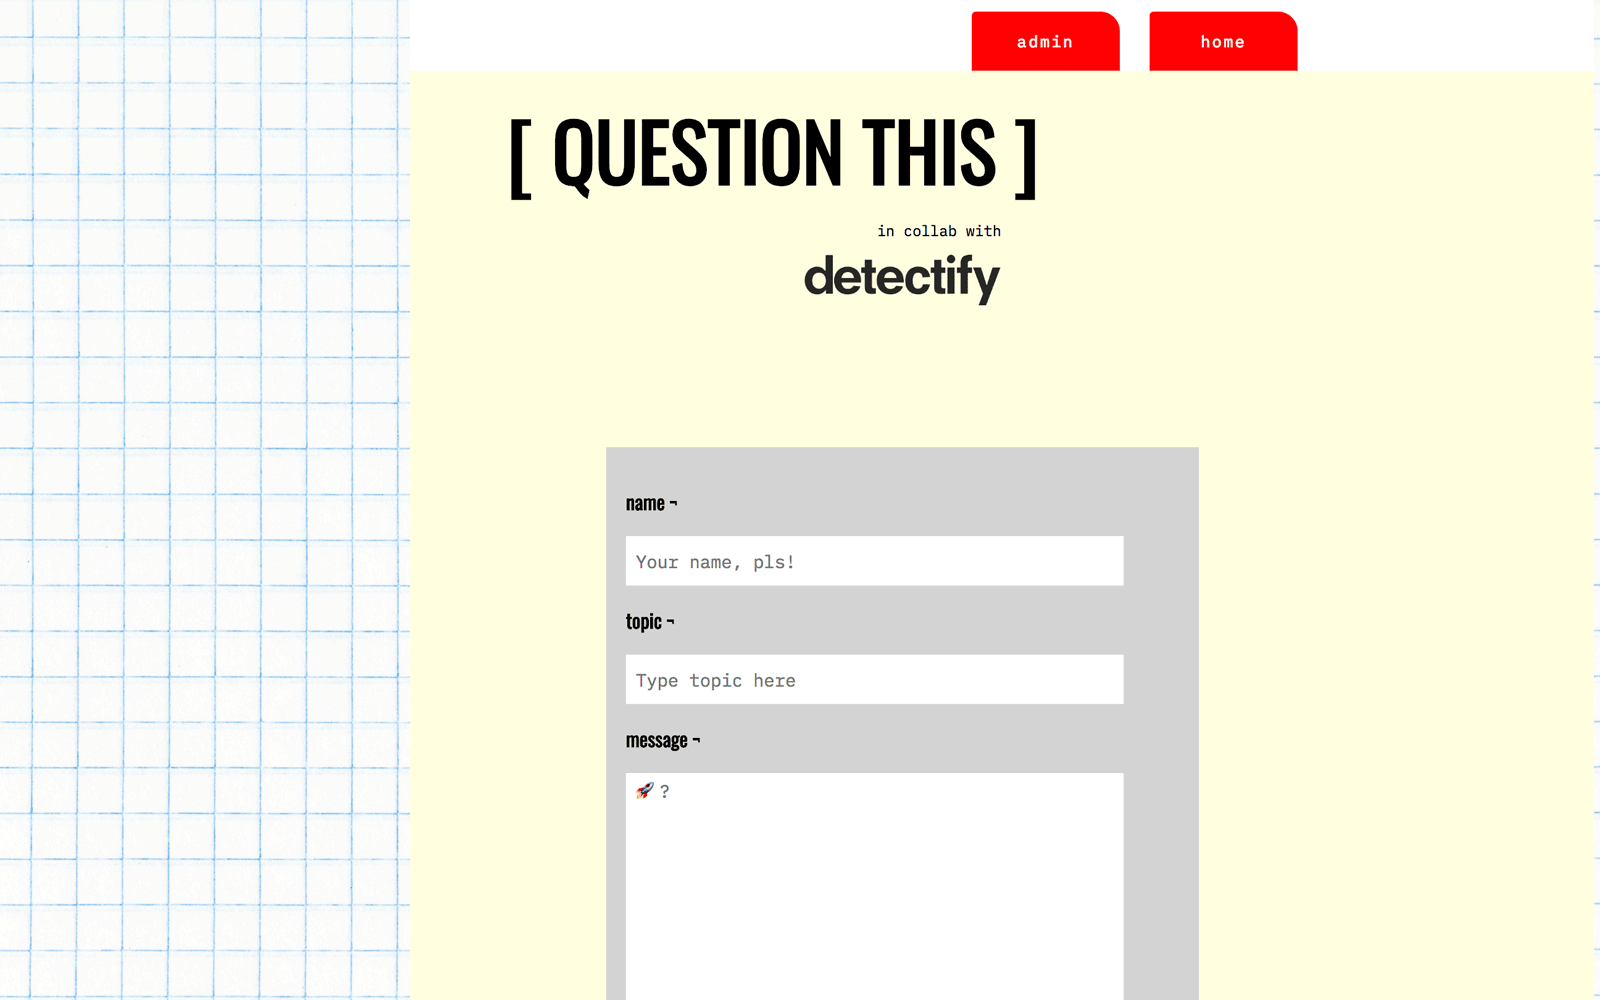 admin home
[ QUESTION THIS ]
in collab with
detectify
name ¬
Your name, pls!
topic ¬
Type topic here
message ¬
🚀 ?